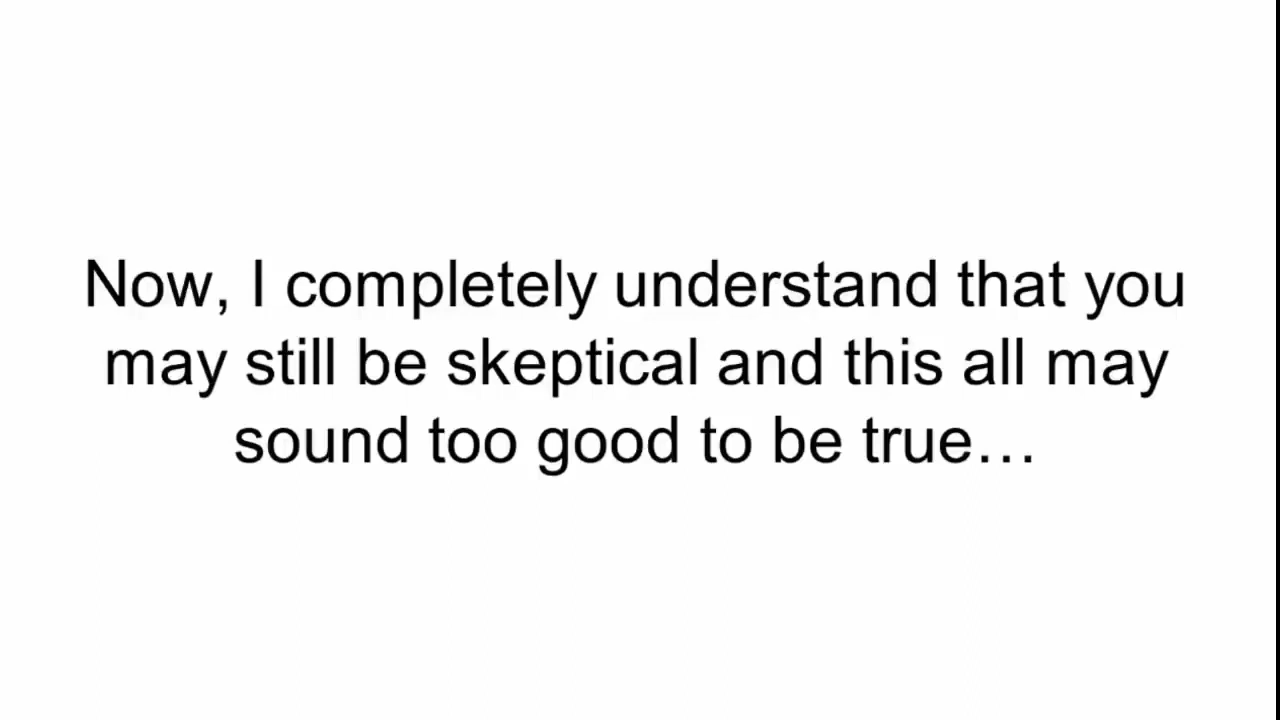 Now, I completely understand that you
may still be skeptical and this all may
sound too good to be true…